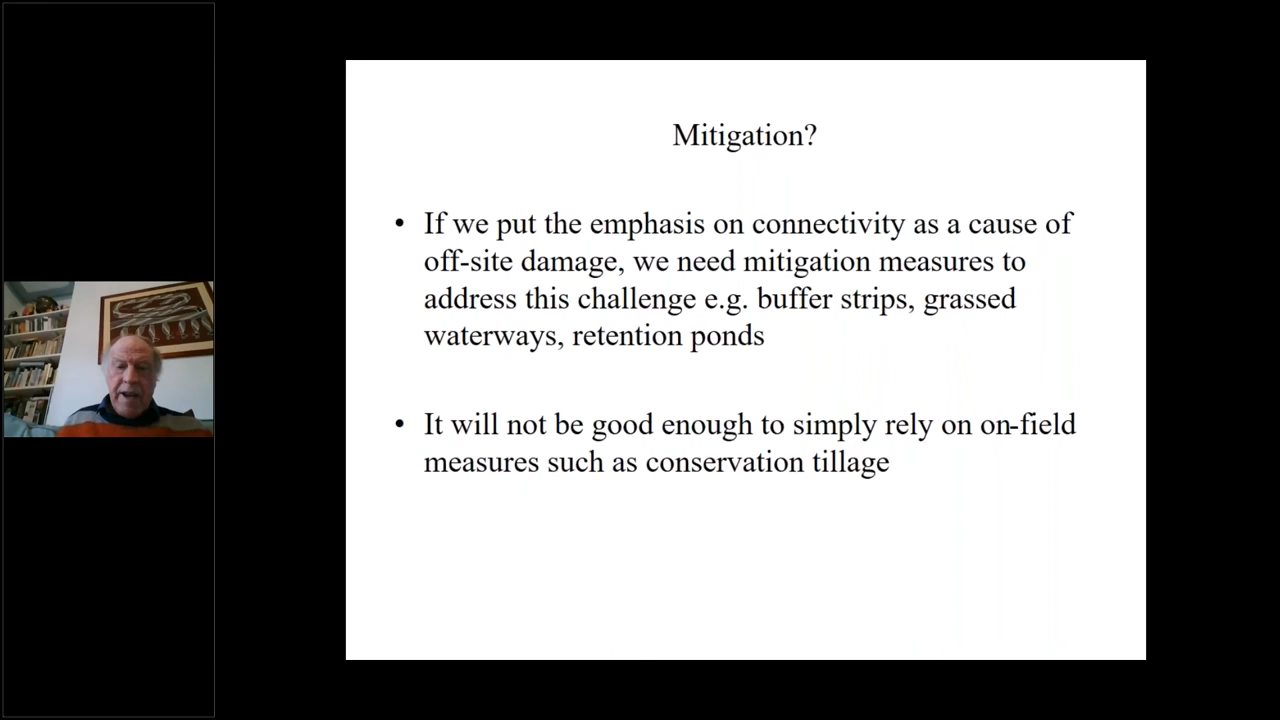 Mitigation?
• If we put the emphasis on connectivity as a cause of
off-site damage, we need mitigation measures to
address this challenge e.g. buffer strips, grassed
waterways, retention ponds
• It will not be good enough to simply rely on on-field
measures such as conservation tillage